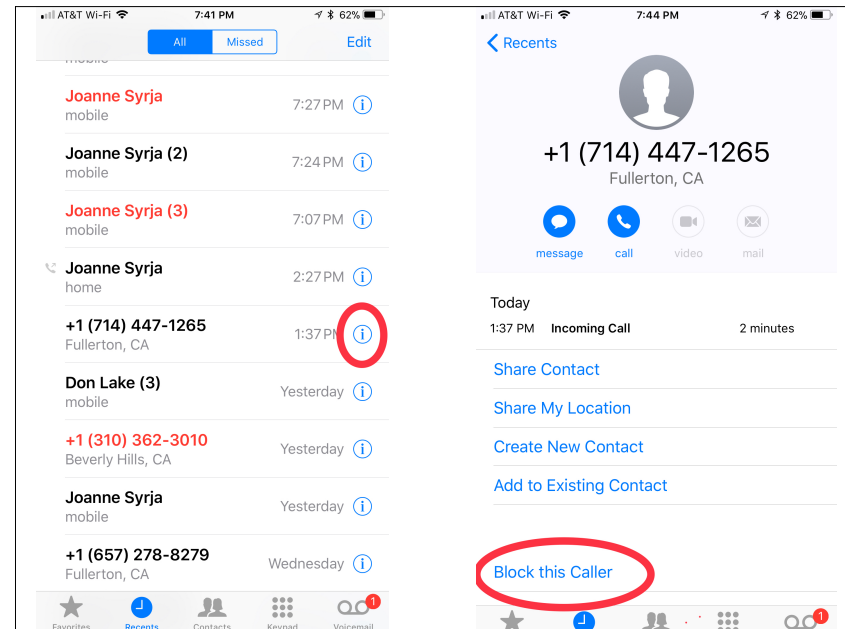 AT&T Wi-Fi 7:41 PM 62%
All Missed Edit
mobile
Joanne Syrja 7:27 PM
mobile
Joanne Syrja (2) 7:24 PM
mobile
Joanne Syrja (3) 7:07 PM
mobile
Joanne Syrja 2:27 PM
home
+1 (714) 447-1265 1:37 PM
Fullerton, CA
Don Lake (3) Yesterday
mobile
+1 (310) 362-3010 Yesterday
Beverly Hills, CA
Joanne Syrja Yesterday
mobile
+1 (657) 278-8279 Wednesday
Fullerton, CA
1
Favorites Recents Contacts Keypad Voicemail
AT&T Wi-Fi 7:44 PM 62%
Recents
+1 (714) 447-1265
Fullerton, CA
message call video mail
Today
1:37 PM Incoming Call 2 minutes
Share Contact
Share My Location
Create New Contact
Add to Existing Contact
Block this Caller
1